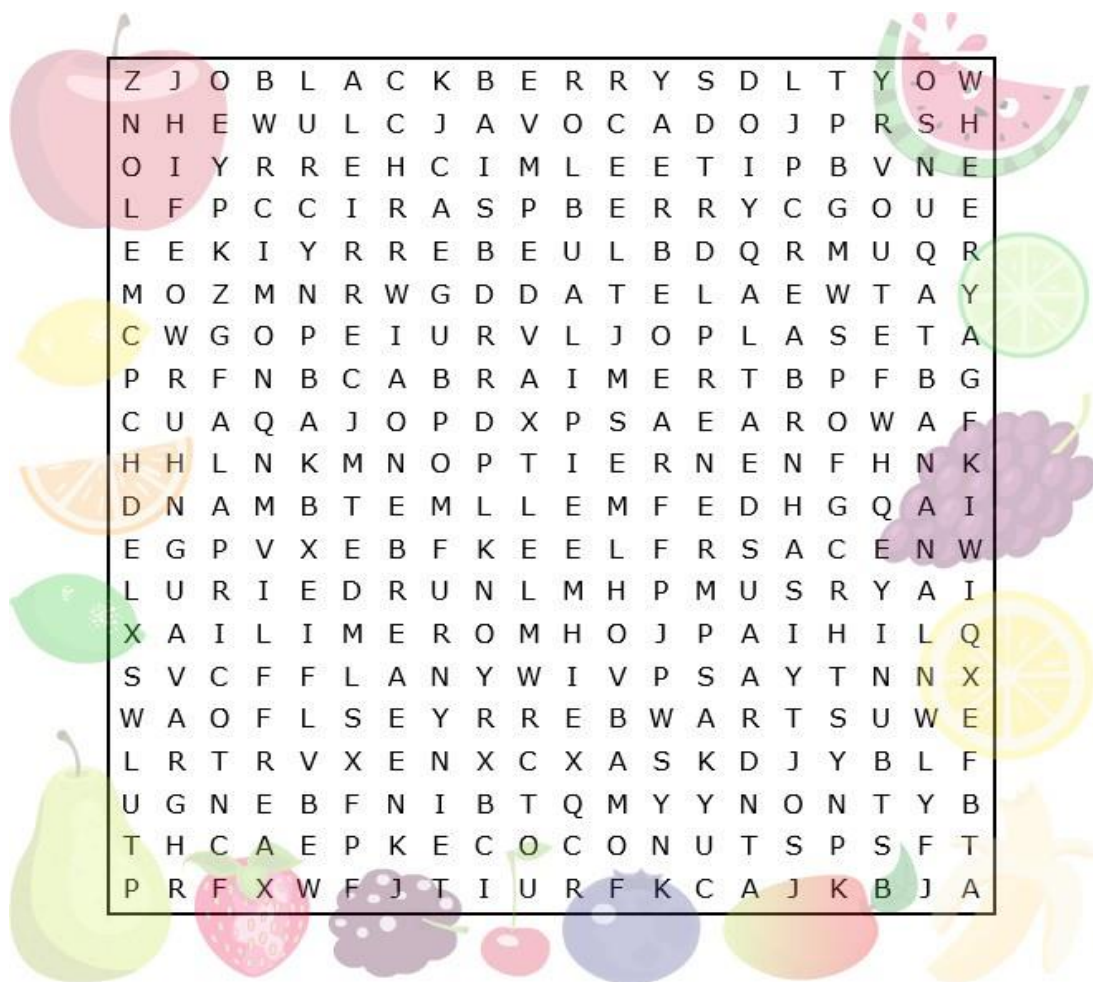 Z J O B L A C K B E R R Y S D L T Y O W
N H E W U L C J A V O C A D O J P R S H
O I Y R R E H C I M L E E T I P B V N E
L F P C C I R A S P B E R R Y C G O U E
E E K I Y R R E B E U L B D Q R M U Q R
M O Z M N R W G D D A T E L A E W T A Y
C W G O P E I U R V L J O P L A S E T A
P R F N B C A B R A I M E R T B P F B G
C U A Q A J O P D X P S A E A R O W A F
H H L N K M N O P T I E R N E N F H N K
D N A M B T E M L L E M F E D H G Q A I
E G P V X E B F K E E L F R S A C E N W
L U R I E D R U N L M H P M U S R Y A I
X A I L I M E R O M H O J P A I H I L Q
S V C F F L A N Y W I V P S A Y T N N X
W A O F L S E Y R R E B W A R T S U W E
L R T R V X E N X C X A S K D J Y B L F
U G N E B F N I B T Q M Y Y N O N T Y B
T H C A E P K E C O C O N U T S P S F T
P R F X W F J T I U R F K C A J K B J A